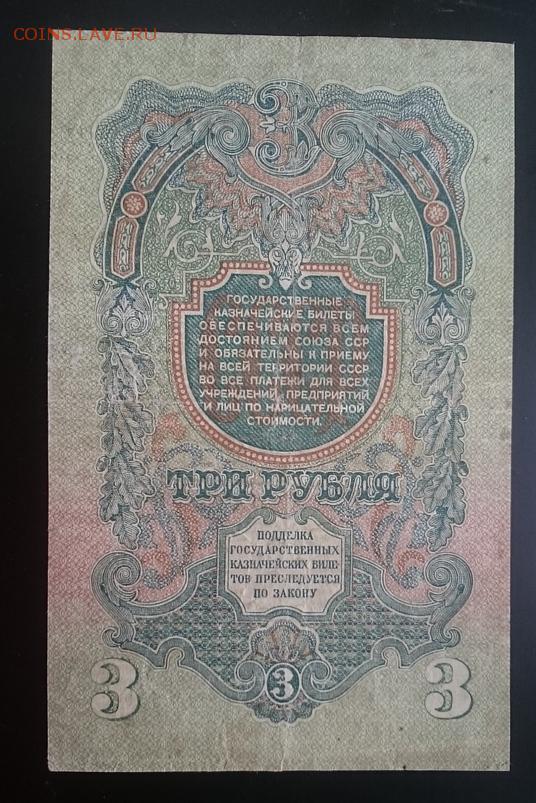 COINS.LAVE.RU
3
ГОСУДАРСТВЕННЫЕ
КАЗНАЧЕЙСКИЕ БИЛЕТЫ
ОБЕСПЕЧИВАЮТСЯ ВСЕМ
ДОСТОЯНИЕМ СОЮЗА ССР
И ОБЯЗАТЕЛЬНЫ К ПРИЕМУ
НА ВСЕЙ ТЕРРИТОРИИ СССР
ВО ВСЕ ПЛАТЕЖИ ДЛЯ ВСЕХ
УЧРЕЖДЕНИЙ, ПРЕДПРИЯТИЙ
И ЛИЦ ПО НАРИЦАТЕЛЬНОЙ
СТОИМОСТИ.
ТРИ РУБЛЯ
ПОДДЕЛКА
ГОСУДАРСТВЕННЫХ
КАЗНАЧЕЙСКИХ БИЛЕ-
ТОВ ПРЕСЛЕДУЕТСЯ
ПО ЗАКОНУ
3 3 3